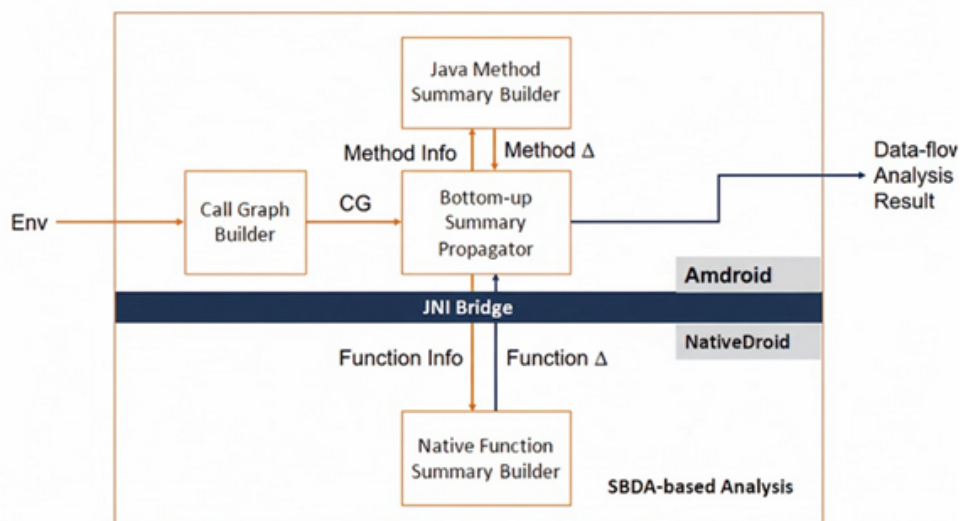 Java Method
Summary Builder
Method Info
Method Δ
Data-flow
Analysis
Result
Env
Call Graph
Builder
CG
Bottom-up
Summary
Propagator
Amdroid
JNI Bridge
NativeDroid
Function Info
Function Δ
Native Function
Summary Builder
SBDA-based Analysis